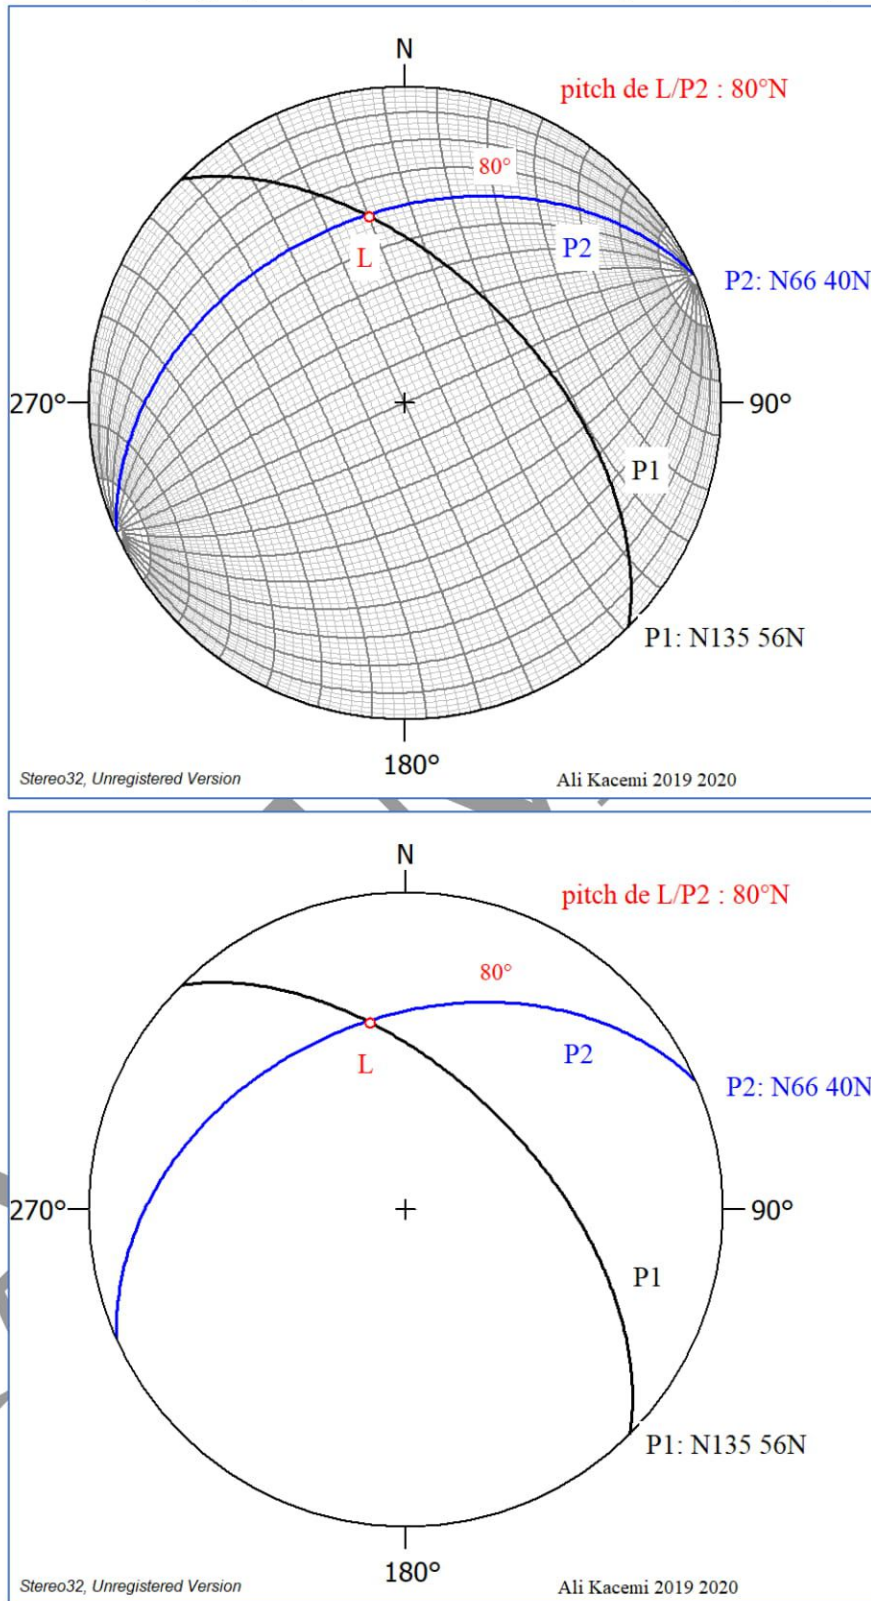 N
pitch de L/P2 : 80°N
80°
L
P2
P2: N66 40N
270°
90°
P1
P1: N135 56N
180°
Stereo32, Unregistered Version
Ali Kacemi 2019 2020
N
pitch de L/P2 : 80°N
80°
L
P2
P2: N66 40N
270°
90°
P1
P1: N135 56N
180°
Stereo32, Unregistered Version
Ali Kacemi 2019 2020